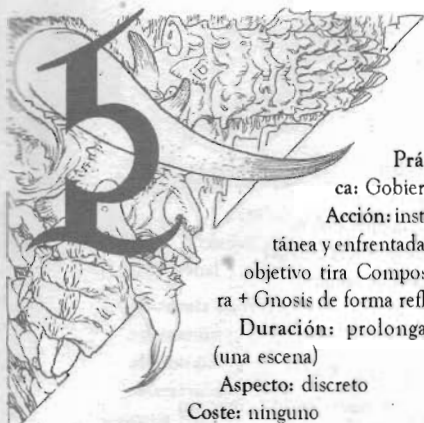 Prá
ca: Gobier
Acción: inst
tánea y enfrentada
objetivo tira Compos
ra + Gnosis de forma refl
Duración: prolonga
(una escena)
Aspecto: discreto
Coste: ninguno